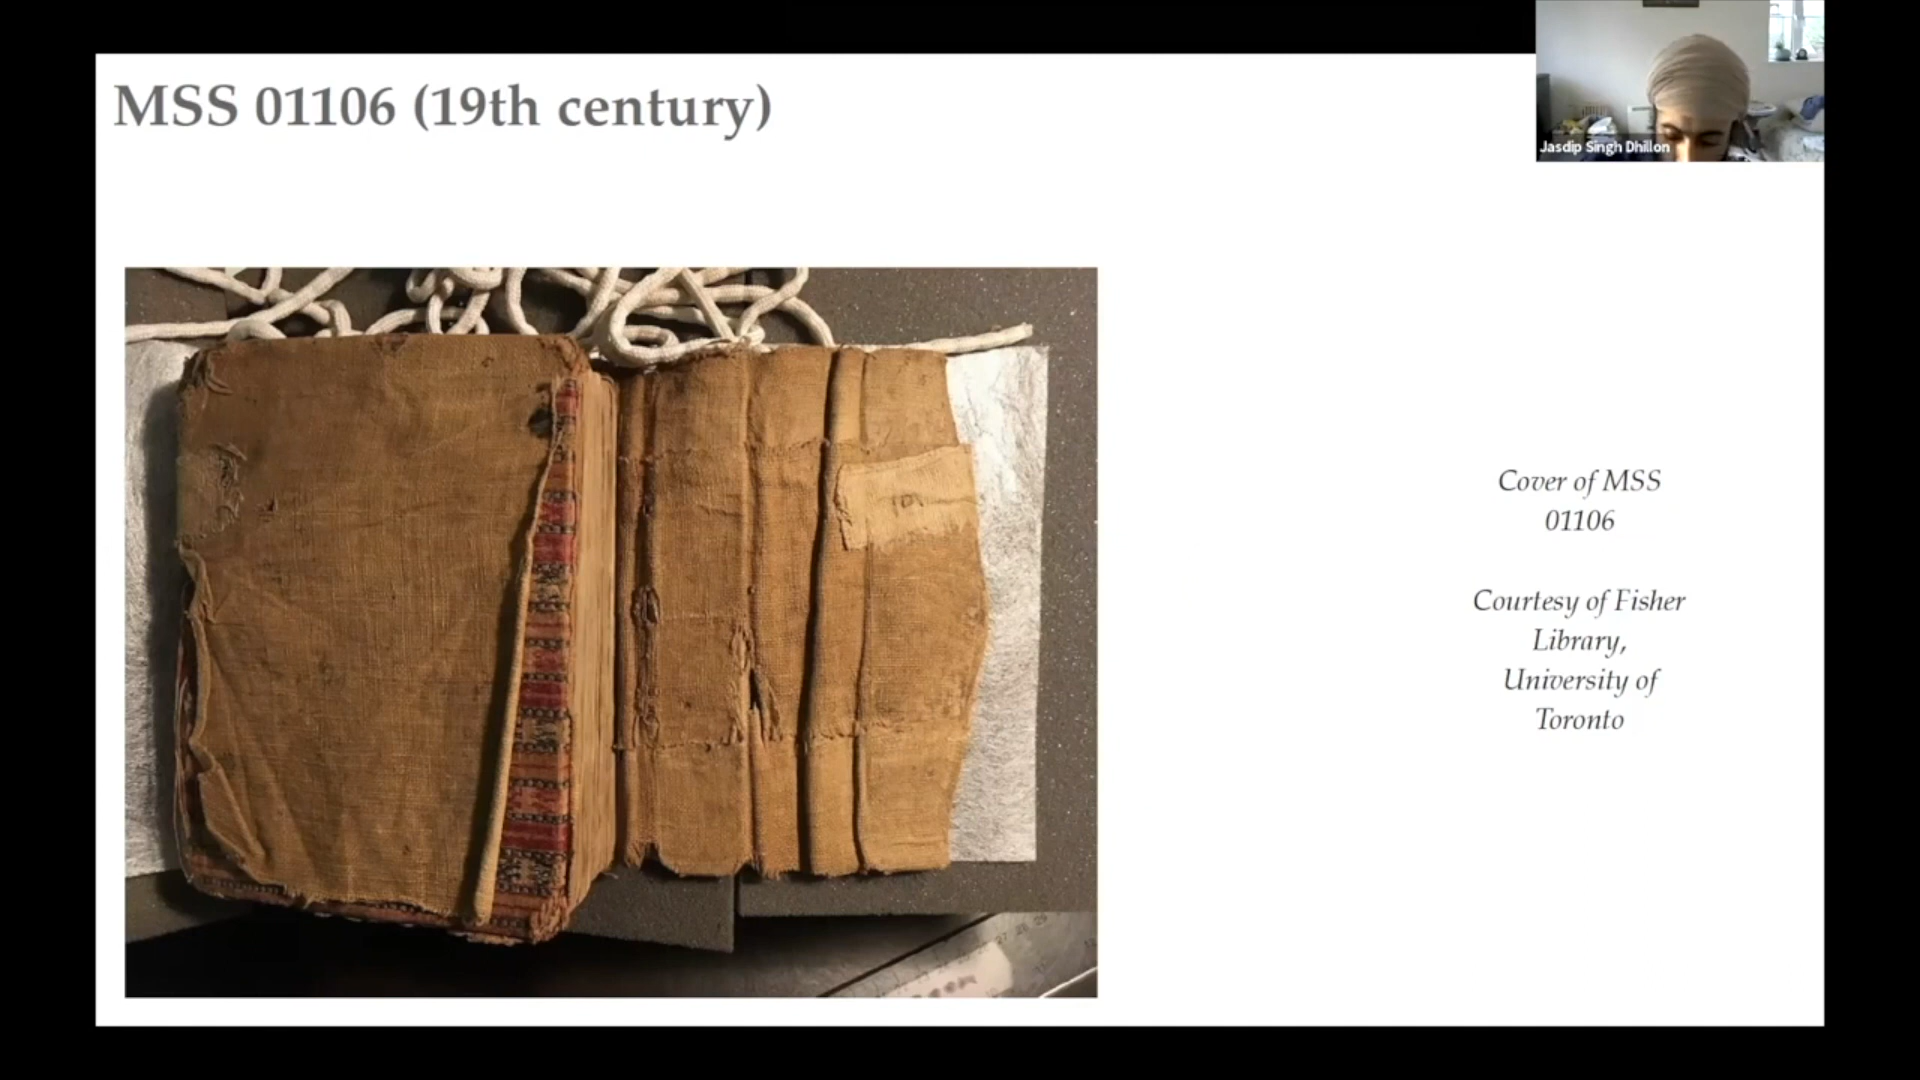 MSS 01106 (19th century)
Jasdip Singh Dhillon
Cover of MSS
01106
Courtesy of Fisher
Library,
University of
Toronto